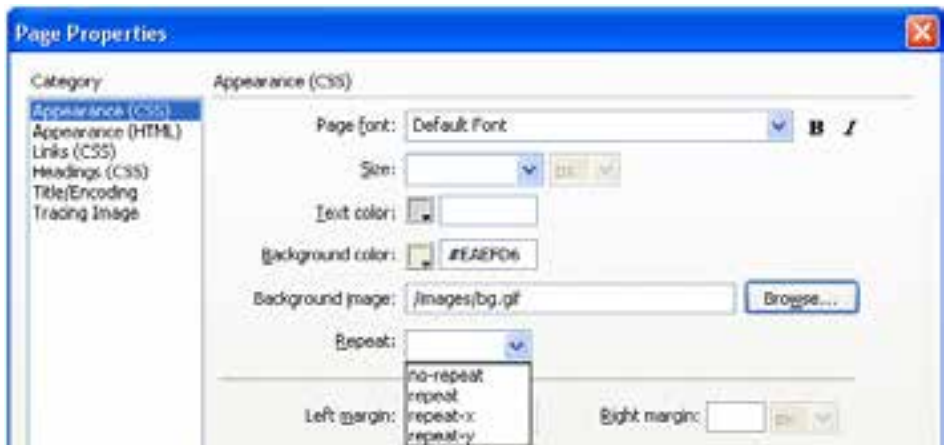 Page Properties
Category
Appearance (CSS)
Appearance (HTML)
Links (CSS)
Headings (CSS)
Title/Encoding
Tracing Image
Appearance (CSS)
Page font: Default Font B I
Size: px
Text color:
Background color: #EAEFD6
Background image: /images/bg.gif Browse...
Repeat:
no-repeat
repeat
repeat-x
repeat-y
Left margin:
Right margin: px